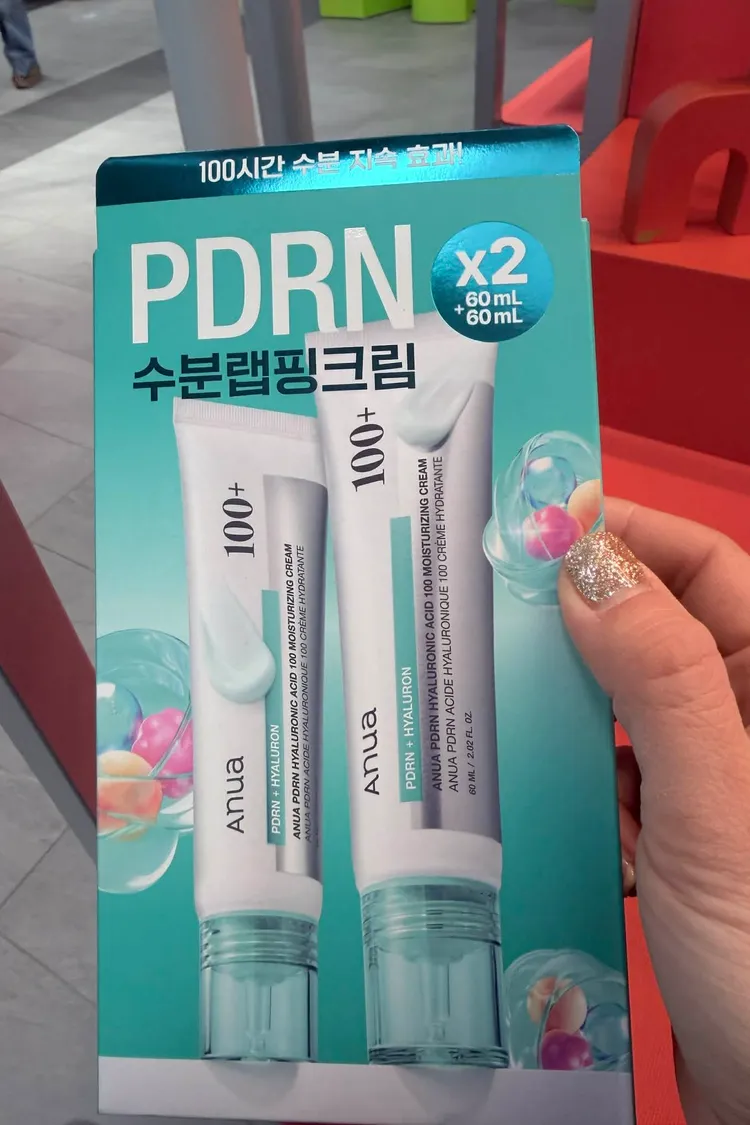 100시간 수분 지속 효과!
PDRN
x2
60mL
+60mL
수분랩핑크림
100+
PDRN + HYALURON
ANUA PDRN HYALURONIC ACID 100 MOISTURIZING CREAM
ANUA PDRN ACIDE HYALURONIQUE 100 CRÈME HYDRATANTE
Anua
100+
PDRN + HYALURON
ANUA PDRN HYALURONIC ACID 100 MOISTURIZING CREAM
ANUA PDRN ACIDE HYALURONIQUE 100 CRÈME HYDRATANTE
60 ML / 2.02 FL. OZ
Anua